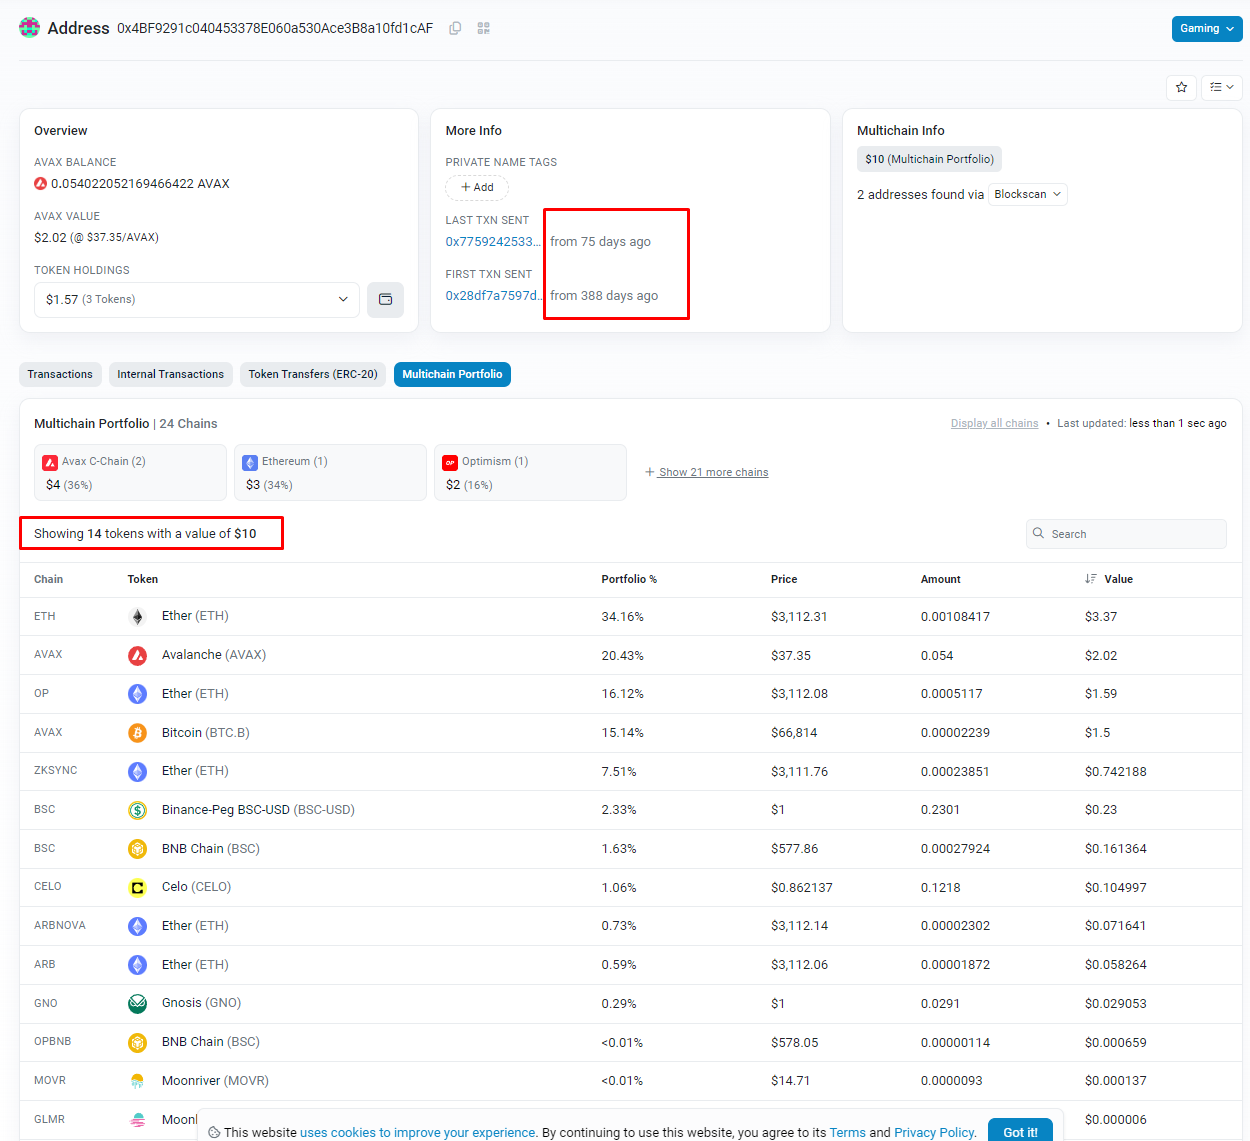 Address 0x4BF9291c040453378E060a530Ace3B8a10fd1cAF
Gaming
Overview
AVAX BALANCE
0.054022052169466422 AVAX
AVAX VALUE
$2.02 (@ $37.35/AVAX)
TOKEN HOLDINGS
$1.57 (3 Tokens)
More Info
PRIVATE NAME TAGS
+ Add
LAST TXN SENT
0x7759242533... from 75 days ago
FIRST TXN SENT
0x28df7a7597d... from 388 days ago
Multichain Info
$10 (Multichain Portfolio)
2 addresses found via Blockscan
Transactions Internal Transactions Token Transfers (ERC-20) Multichain Portfolio
Multichain Portfolio | 24 Chains
Display all chains • Last updated: less than 1 sec ago
Avax C-Chain (2)
$4 (36%)
Ethereum (1)
$3 (34%)
OP Optimism (1)
$2 (16%)
+ Show 21 more chains
Showing 14 tokens with a value of $10
Search
Chain Token Portfolio % Price Amount Value
ETH Ether (ETH) 34.16% $3,112.31 0.00108417 $3.37
AVAX Avalanche (AVAX) 20.43% $37.35 0.054 $2.02
OP Ether (ETH) 16.12% $3,112.08 0.0005117 $1.59
AVAX Bitcoin (BTC.B) 15.14% $66,814 0.00002239 $1.5
ZKSYNC Ether (ETH) 7.51% $3,111.76 0.00023851 $0.742188
BSC Binance-Peg BSC-USD (BSC-USD) 2.33% $1 0.2301 $0.23
BSC BNB Chain (BSC) 1.63% $577.86 0.00027924 $0.161364
CELO Celo (CELO) 1.06% $0.862137 0.1218 $0.104997
ARBNOVA Ether (ETH) 0.73% $3,112.14 0.00002302 $0.071641
ARB Ether (ETH) 0.59% $3,112.06 0.00001872 $0.058264
GNO Gnosis (GNO) 0.29% $1 0.0291 $0.029053
OPBNB BNB Chain (BSC) <0.01% $578.05 0.00000114 $0.000659
MOVR Moonriver (MOVR) <0.01% $14.71 0.0000093 $0.000137
GLMR $0.000006
This website uses cookies to improve your experience. By continuing to use this website, you agree to its Terms and Privacy Policy. Got it!